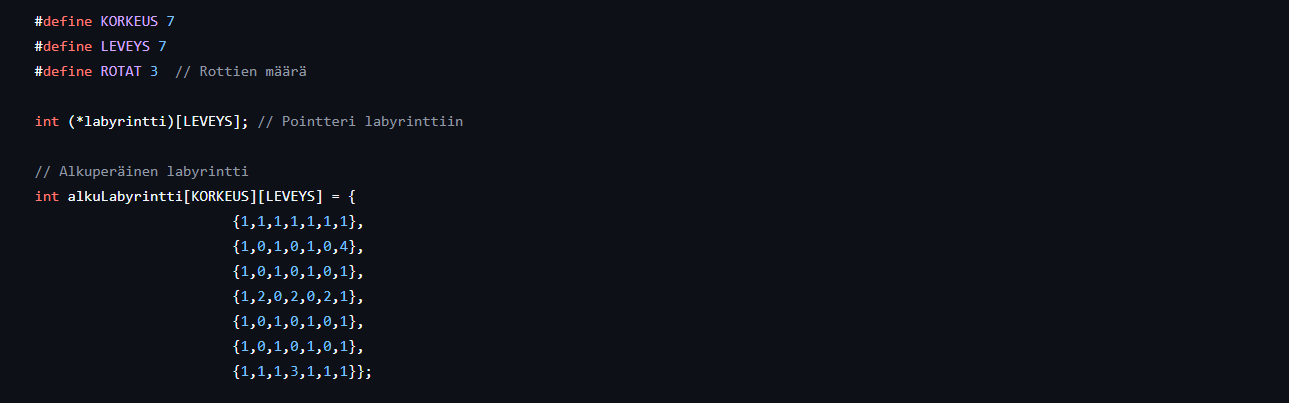 #define KORKEUS 7
#define LEVEYS 7
#define ROTAT 3  // Rottien määrä
int (*labyrintti)[LEVEYS]; // Pointteri labyrinttiin
// Alkuperäinen labyrintti
int alkuLabyrintti[KORKEUS][LEVEYS] = {
{1,1,1,1,1,1,1},
{1,0,1,0,1,0,4},
{1,0,1,0,1,0,1},
{1,2,0,2,0,2,1},
{1,0,1,0,1,0,1},
{1,0,1,0,1,0,1},
{1,1,1,3,1,1,1}};